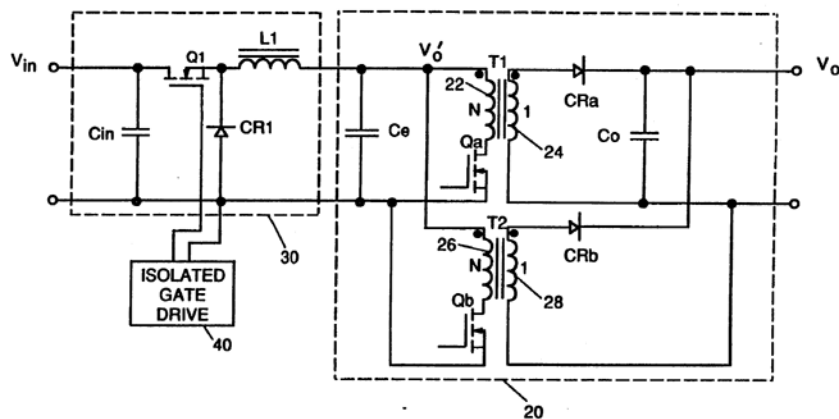 Vin
Q1
L1
Cin
CR1
ISOLATED
GATE
DRIVE
40
30
Vo'
T1
22
N
1
24
Qa
Ce
CRa
Co
Vo
T2
26
N
1
28
Qb
CRb
20